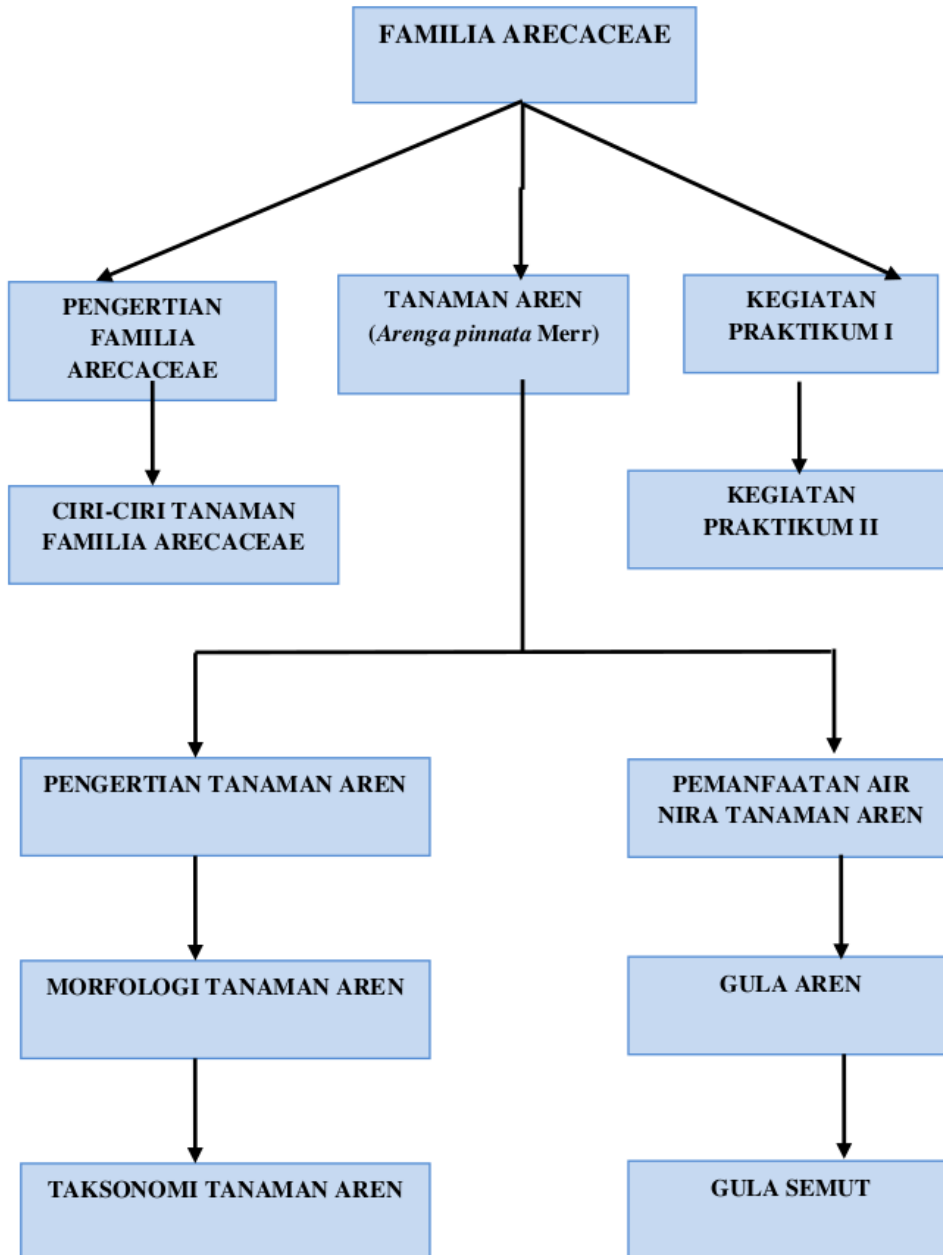 FAMILIA ARECACEAE
PENGERTIAN
FAMILIA
ARECACEAE
TANAMAN AREN
(Arenga pinnata Merr)
KEGIATAN
PRAKTIKUM I
CIRI-CIRI TANAMAN
FAMILIA ARECACEAE
KEGIATAN
PRAKTIKUM II
PENGERTIAN TANAMAN AREN
PEMANFAATAN AIR
NIRA TANAMAN AREN
MORFOLOGI TANAMAN AREN
GULA AREN
TAKSONOMI TANAMAN AREN
GULA SEMUT